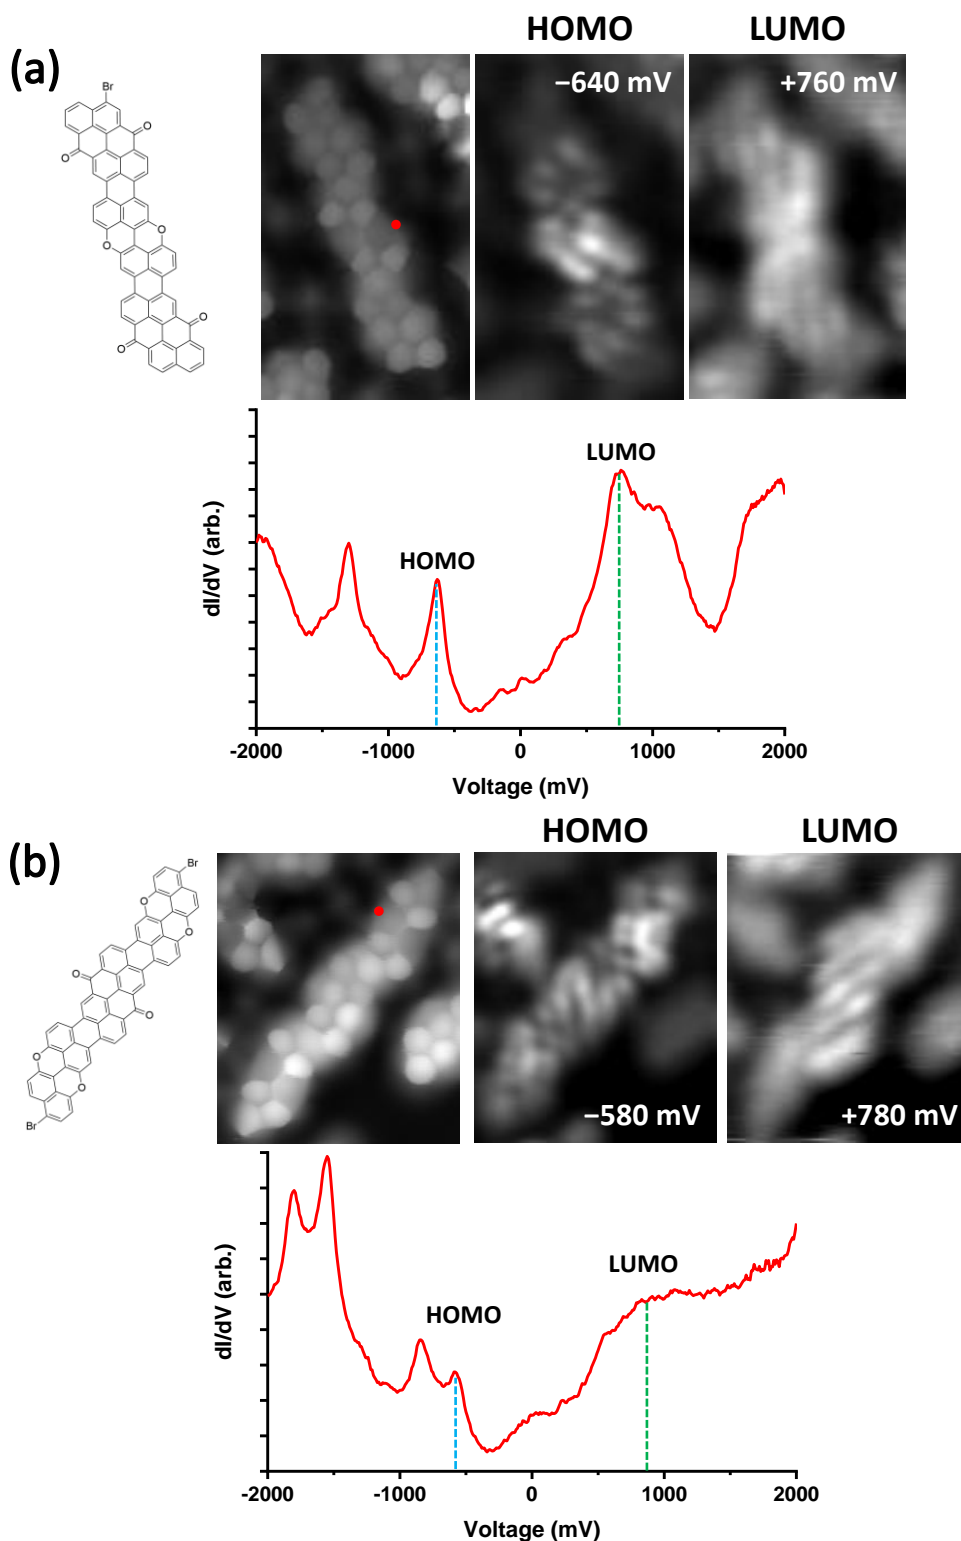 HOMO LUMO
(a)
−640 mV
+760 mV
Br
O
O
O
O
O
O
dI/dV (arb.)
HOMO
LUMO
-2000 -1000 0 1000 2000
Voltage (mV)
HOMO LUMO
(b)
Br
O
O
O
O
O
O
Br
−580 mV
+780 mV
dI/dV (arb.)
HOMO
LUMO
-2000 -1000 0 1000 2000
Voltage (mV)